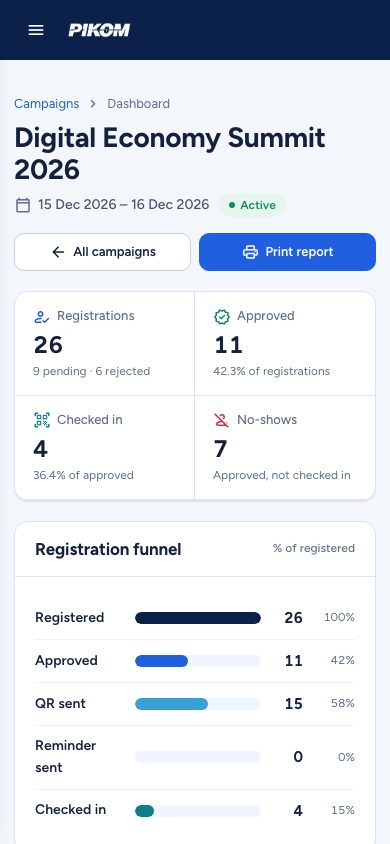 PIKOM
Campaigns > Dashboard
Digital Economy Summit
2026
15 Dec 2026 – 16 Dec 2026 Active
All campaigns Print report
Registrations Approved
26 11
9 pending · 6 rejected 42.3% of registrations
Checked in No-shows
4 7
36.4% of approved Approved, not checked in
Registration funnel % of registered
Registered 26 100%
Approved 11 42%
QR sent 15 58%
Reminder
sent 0 0%
Checked in 4 15%